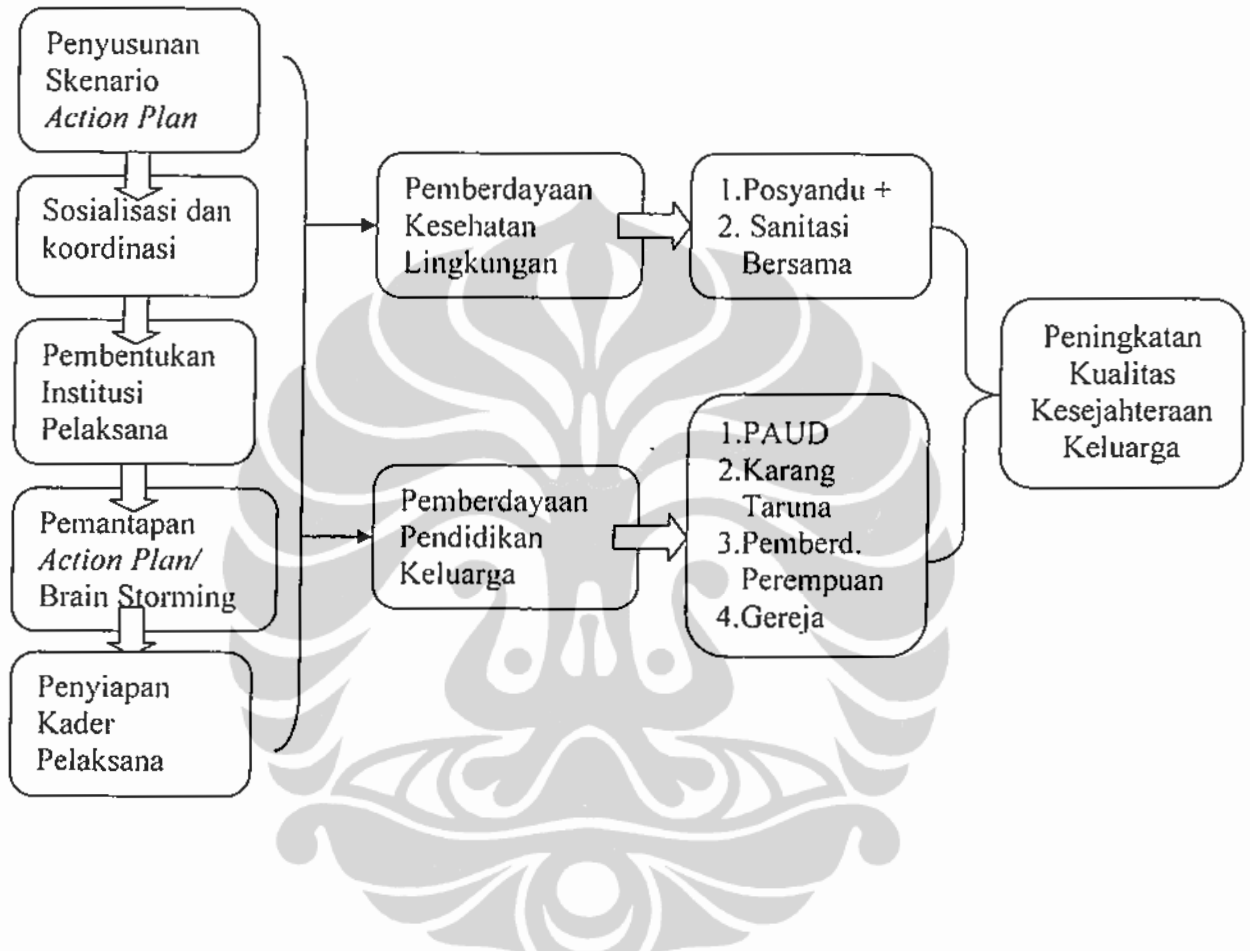 Penyusunan
Skenario
Action Plan
Sosialisasi dan
koordinasi
Pembentukan
Institusi
Pelaksana
Pemantapan
Action Plan/
Brain Storming
Penyiapan
Kader
Pelaksana
Pemberdayaan
Kesehatan
Lingkungan
Pemberdayaan
Pendidikan
Keluarga
1.Posyandu +
2. Sanitasi
Bersama
1.PAUD
2.Karang
Taruna
3.Pemberd.
Perempuan
4.Gereja
Peningkatan
Kualitas
Kesejahteraan
Keluarga